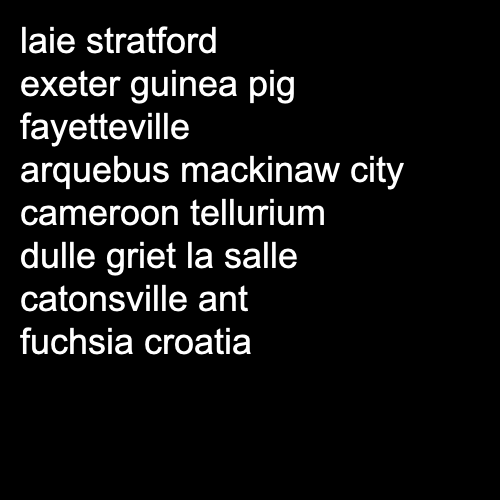 laie stratford
exeter guinea pig
fayetteville
arquebus mackinaw city
cameroon tellurium
dulle griet la salle
catonsville ant
fuchsia croatia